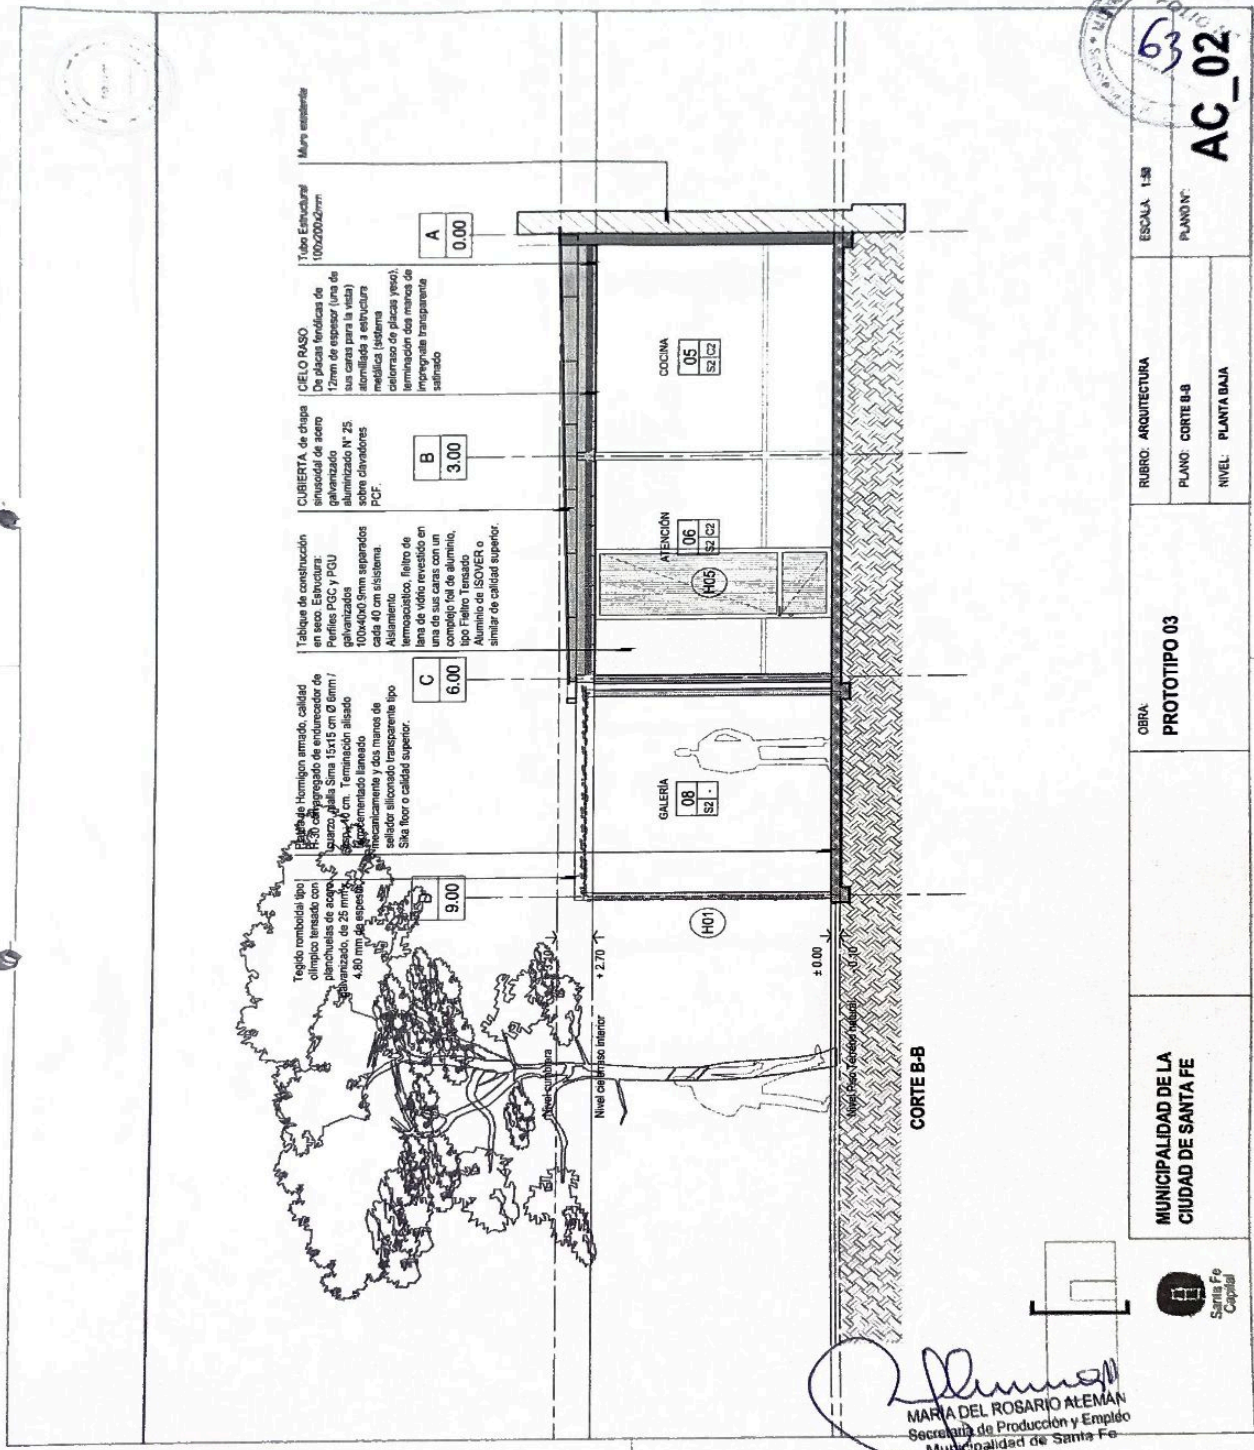 Tegido romboidal tipo
olímpico tensado con
planchuelas de acero
galvanizado, de 25 mm y
4.80 mm de espesor
de Hormigon armado, calidad
H-30 agregado de endurecedor de
cuarzo, malla Sima 15x15 cm Ø 6mm /
10 cm. Terminación alisado
llaneado
mecanicamente y dos manos de
sellador siliconado transparente tipo
Sika floor o calidad superior.
Tabique de construcción
en seco. Estructura:
Perfiles PGC y PGU
galvanizados
100x40x0.9mm separados
cada 40 cm s/sistema.
Aislamiento
termoacústico, fieltro de
lana de vidrio revestido en
una de sus caras con un
complejo foil de aluminio,
tipo Fieltro Tensado
Aluminio de ISOVER o
similar de calidad superior.
CUBIERTA de chapa
sinusoidal de acero
galvanizado
aluminizado N° 25
sobre clavadores
PCF.
CIELO RASO
De placas fenólicas de
12mm de espesor (una de
sus caras para la vista)
atornillada a estructura
metálica (sistema
cielorraso de placas yeso),
terminación dos manos de
impregnate transparente
satinado
Tubo Estructural
100x200x2mm
Muro existente
D
9.00
C
6.00
B
3.00
A
0.00
Nivel cumbrera
Nivel cielorraso interior
+ 2.70
GALERÍA
08
S2 -
ATENCIÓN
06
S2 C2
COCINA
05
S2 C2
H01
H05
± 0.00
-0.10
Nivel Piso Terreno natural
CORTE B-B
Santa Fe
Capital
MUNICIPALIDAD DE LA
CIUDAD DE SANTA FE
OBRA:
PROTOTIPO 03
RUBRO: ARQUITECTURA
PLANO: CORTE B-B
NIVEL: PLANTA BAJA
ESCALA 1:50
PLANO N°:
AC_02
63
FOLIO
MARIA DEL ROSARIO ALEMAN
Secretaria de Producción y Empleo
Municipalidad de Santa Fe